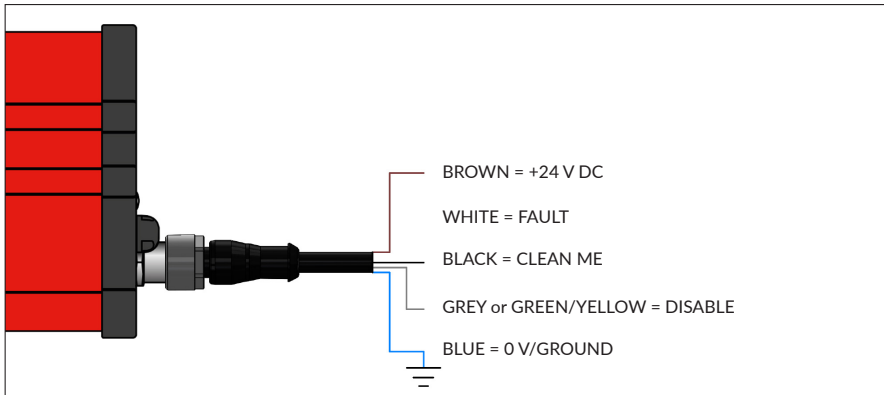 BROWN = +24 V DC
WHITE = FAULT
BLACK = CLEAN ME
GREY or GREEN/YELLOW = DISABLE
BLUE = 0 V/GROUND